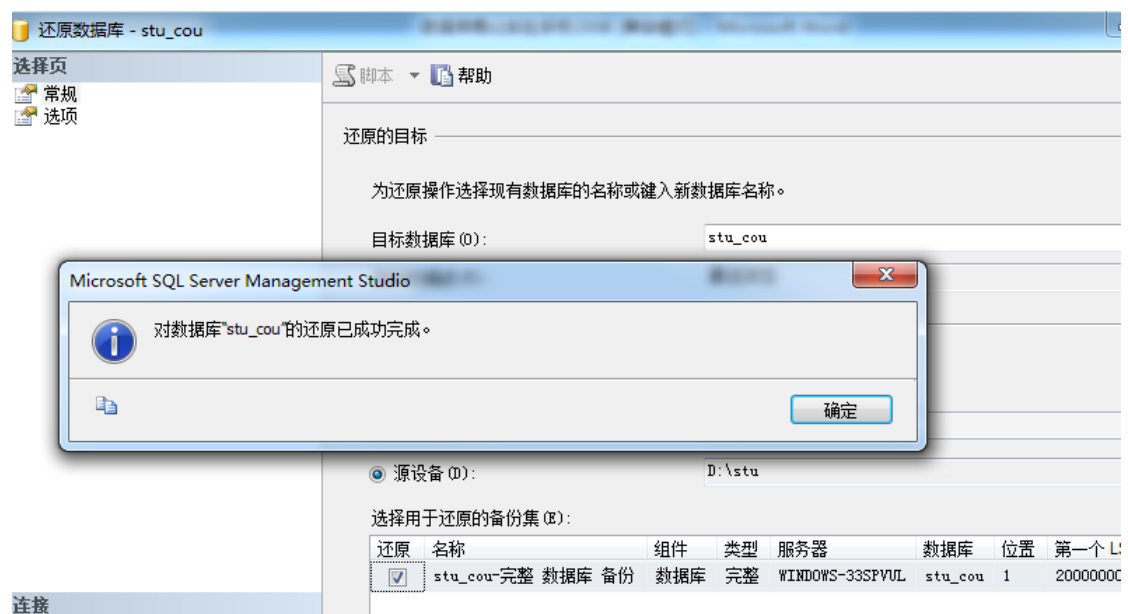 还原数据库 - stu_cou
选择页
常规
选项
脚本 帮助
还原的目标
为还原操作选择现有数据库的名称或键入新数据库名称。
目标数据库(O): stu_cou
Microsoft SQL Server Management Studio
对数据库"stu_cou"的还原已成功完成。
确定
源设备(D): D:\stu
选择用于还原的备份集(E):
还原 名称 组件 类型 服务器 数据库 位置 第一个 LS
stu_cou-完整 数据库 备份 数据库 完整 WINDOWS-33SPVUL stu_cou 1 20000000
连接